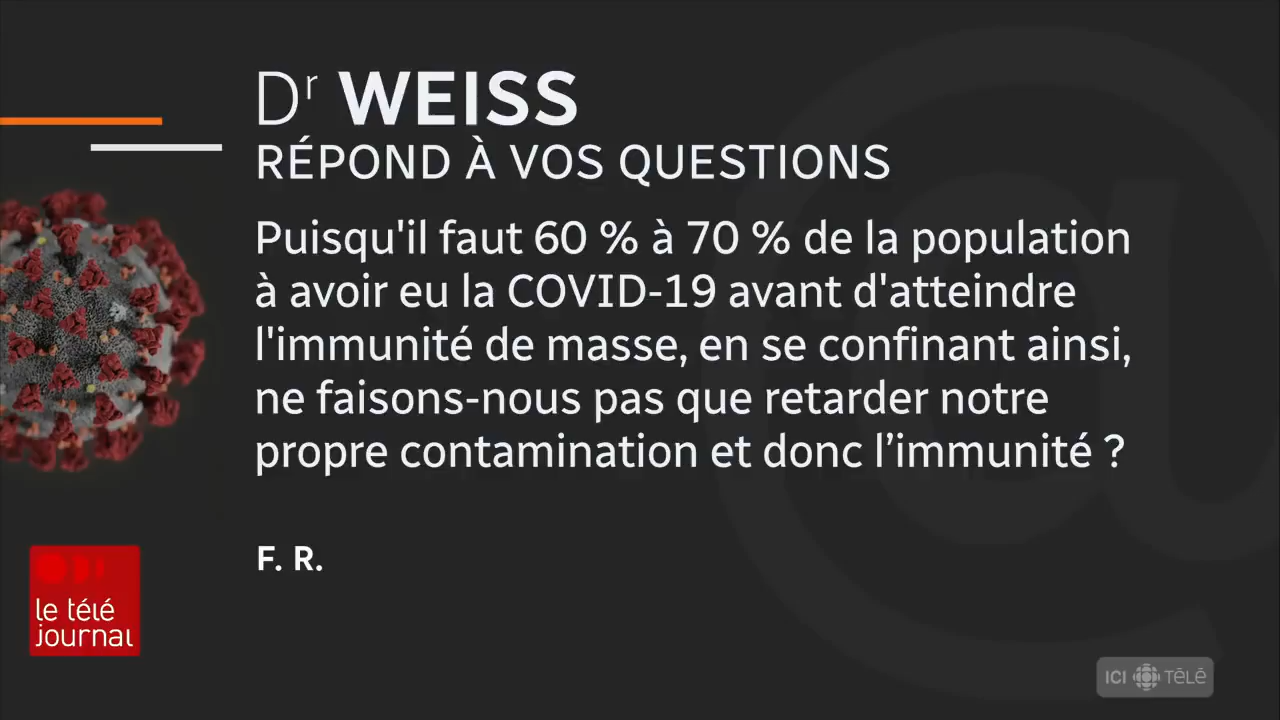 Dr WEISS
RÉPOND À VOS QUESTIONS
Puisqu'il faut 60 % à 70 % de la population
à avoir eu la COVID-19 avant d'atteindre
l'immunité de masse, en se confinant ainsi,
ne faisons-nous pas que retarder notre
propre contamination et donc l’immunité ?
F. R.
le télé
journal
ICI TÉLÉ